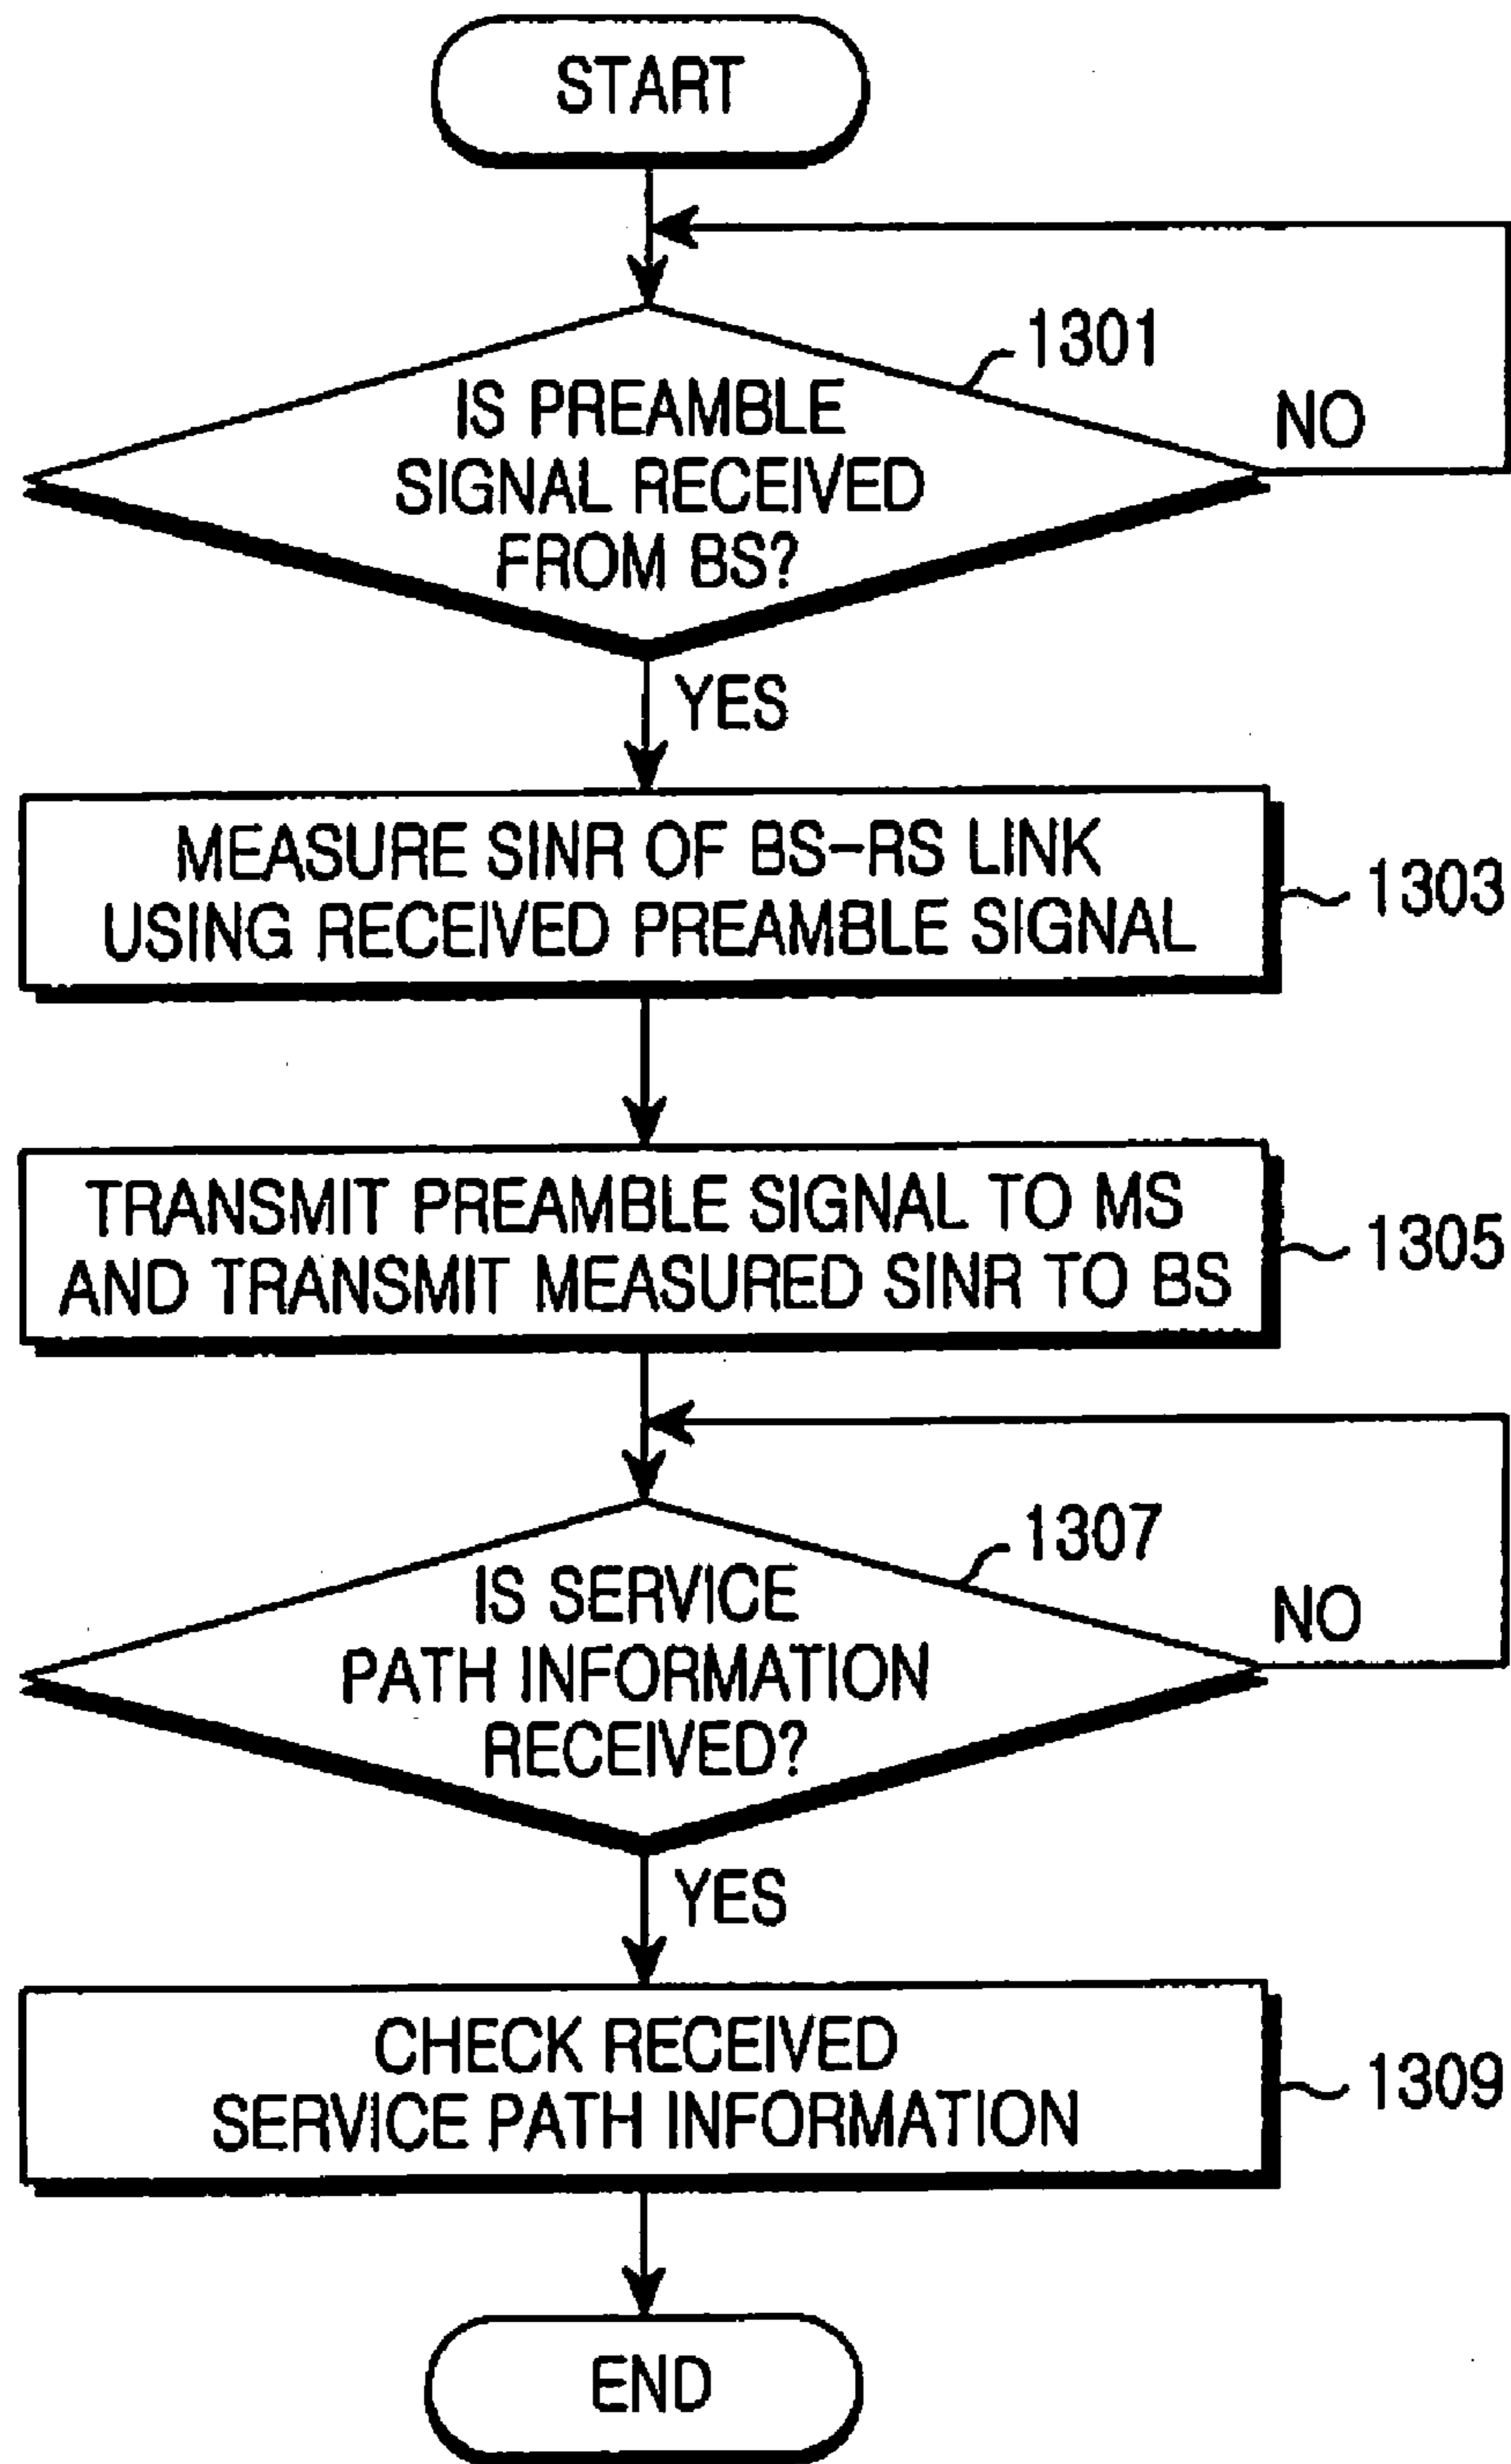 START
1301
IS PREAMBLE
SIGNAL RECEIVED
FROM BS?
NO
YES
MEASURE SINR OF BS-RS LINK
USING RECEIVED PREAMBLE SIGNAL
1303
TRANSMIT PREAMBLE SIGNAL TO MS
AND TRANSMIT MEASURED SINR TO BS
1305
1307
IS SERVICE
PATH INFORMATION
RECEIVED?
NO
YES
CHECK RECEIVED
SERVICE PATH INFORMATION
1309
END